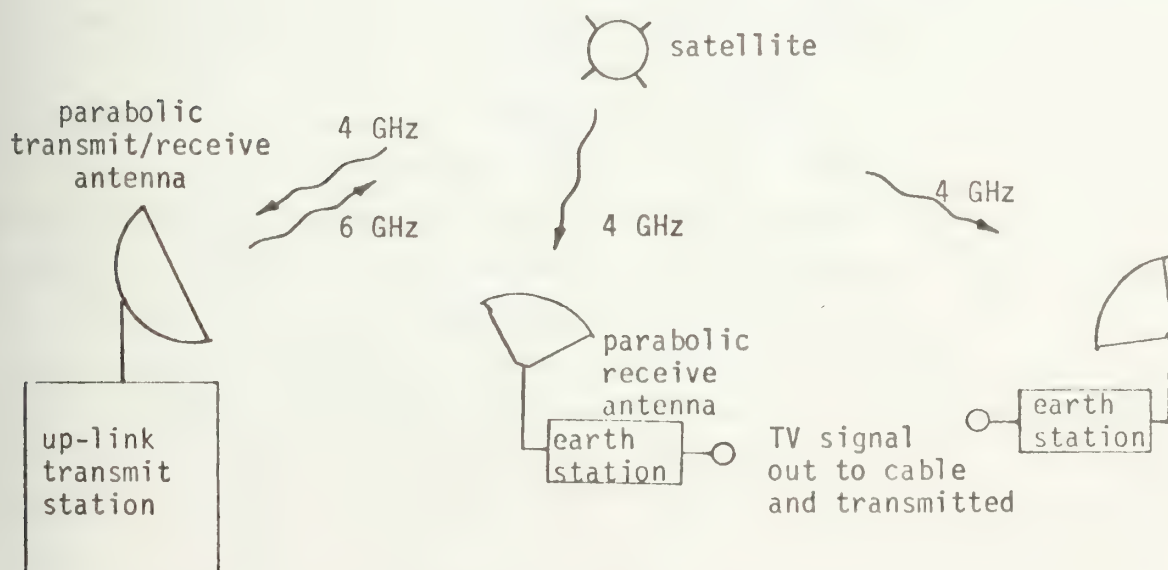 satellite
parabolic
transmit/receive
antenna
4 GHz
6 GHz
4 GHz
4 GHz
parabolic
receive
antenna
up-link
transmit
station
earth
station
TV signal
out to cable
and transmitted
earth
station